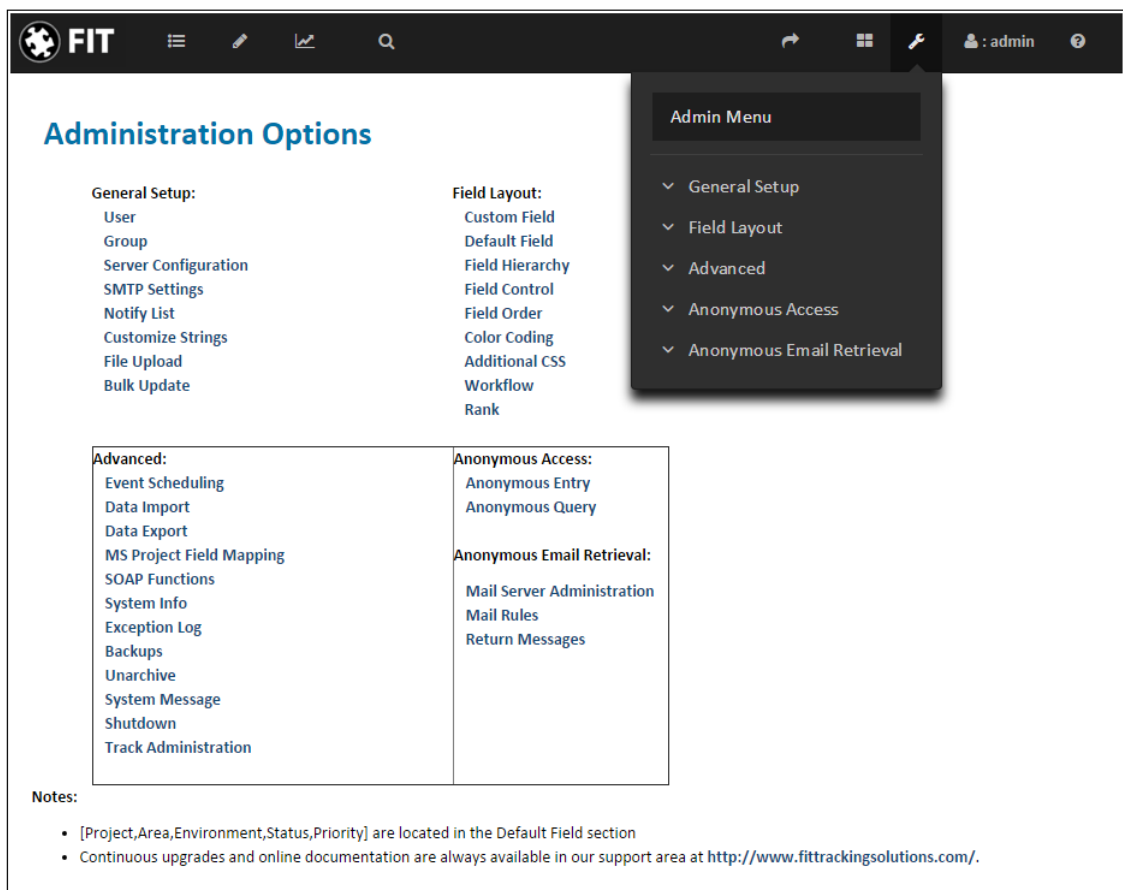 FIT
: admin
Admin Menu
General Setup
Field Layout
Advanced
Anonymous Access
Anonymous Email Retrieval
Administration Options
General Setup:
User
Group
Server Configuration
SMTP Settings
Notify List
Customize Strings
File Upload
Bulk Update
Field Layout:
Custom Field
Default Field
Field Hierarchy
Field Control
Field Order
Color Coding
Additional CSS
Workflow
Rank
Advanced:
Event Scheduling
Data Import
Data Export
MS Project Field Mapping
SOAP Functions
System Info
Exception Log
Backups
Unarchive
System Message
Shutdown
Track Administration
Anonymous Access:
Anonymous Entry
Anonymous Query
Anonymous Email Retrieval:
Mail Server Administration
Mail Rules
Return Messages
Notes:
• [Project,Area,Environment,Status,Priority] are located in the Default Field section
• Continuous upgrades and online documentation are always available in our support area at http://www.fittrackingsolutions.com/.